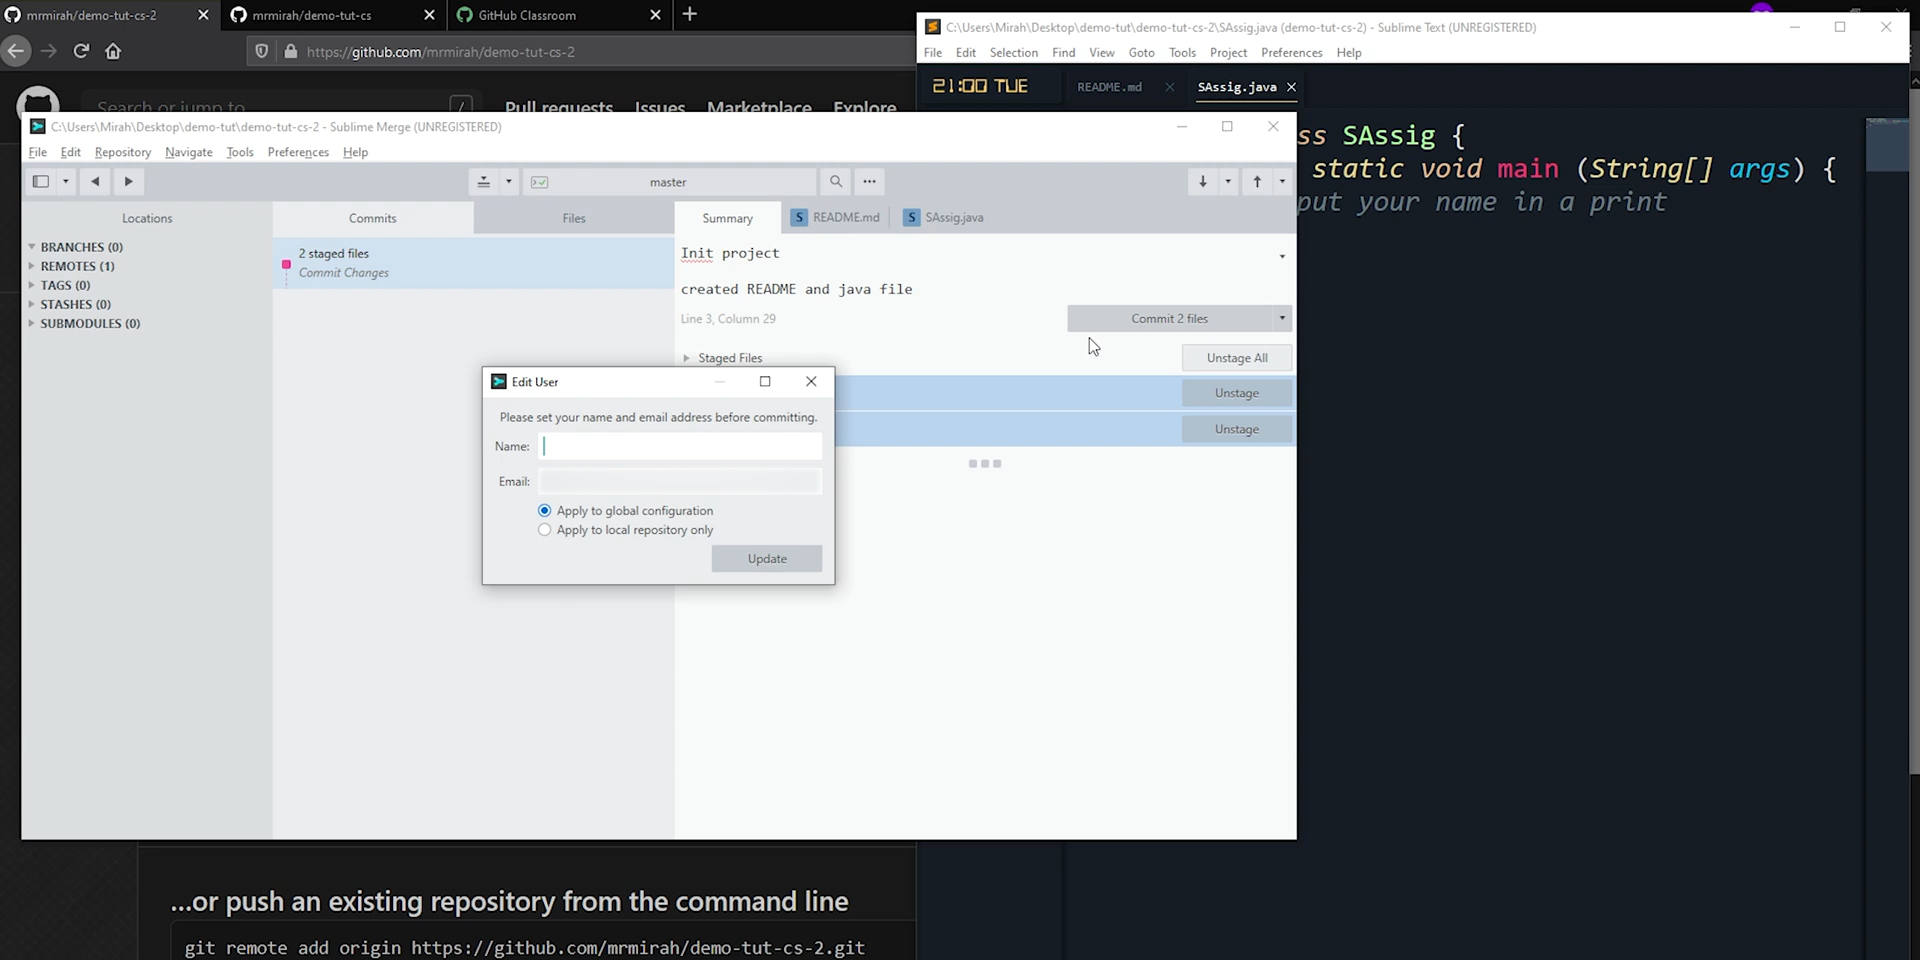 mrmirah/demo-tut-cs-2
mrmirah/demo-tut-cs
GitHub Classroom
https://github.com/mrmirah/demo-tut-cs-2
Search or jump to
/
Pull requests Issues Marketplace Explore
C:\Users\Mirah\Desktop\demo-tut\demo-tut-cs-2\SAssig.java (demo-tut-cs-2) - Sublime Text (UNREGISTERED)
File Edit Selection Find View Goto Tools Project Preferences Help
21:00 TUE
README.md
SAssig.java
ss SAssig {
static void main (String[] args) {
put your name in a print
C:\Users\Mirah\Desktop\demo-tut\demo-tut-cs-2 - Sublime Merge (UNREGISTERED)
File Edit Repository Navigate Tools Preferences Help
master
Locations
BRANCHES (0)
REMOTES (1)
TAGS (0)
STASHES (0)
SUBMODULES (0)
Commits
Files
2 staged files
Commit Changes
Summary
S README.md
S SAssig.java
Init project
created README and java file
Line 3, Column 29
Commit 2 files
Staged Files
Unstage All
Unstage
Unstage
Edit User
Please set your name and email address before committing.
Name:
Email:
Apply to global configuration
Apply to local repository only
Update
...or push an existing repository from the command line
git remote add origin https://github.com/mrmirah/demo-tut-cs-2.git